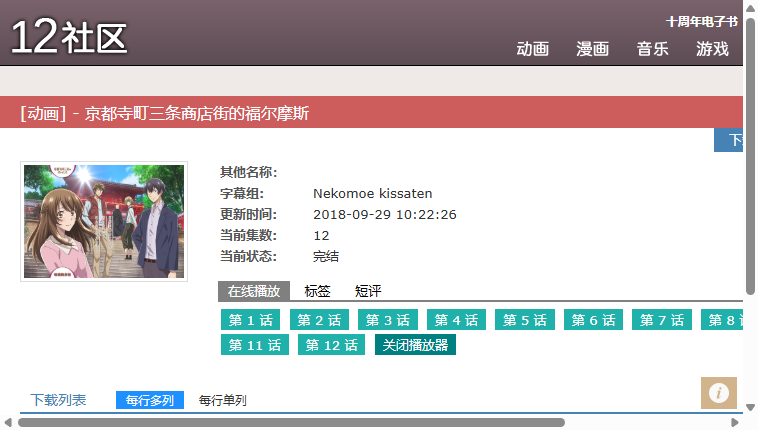 12社区
十周年电子书
动画 漫画 音乐 游戏
[动画] - 京都寺町三条商店街的福尔摩斯
下
其他名称:
字幕组: Nekomoe kissaten
更新时间: 2018-09-29 10:22:26
当前集数: 12
当前状态: 完结
在线播放 标签 短评
第 1 话 第 2 话 第 3 话 第 4 话 第 5 话 第 6 话 第 7 话 第 8
第 11 话 第 12 话 关闭播放器
下载列表 每行多列 每行单列